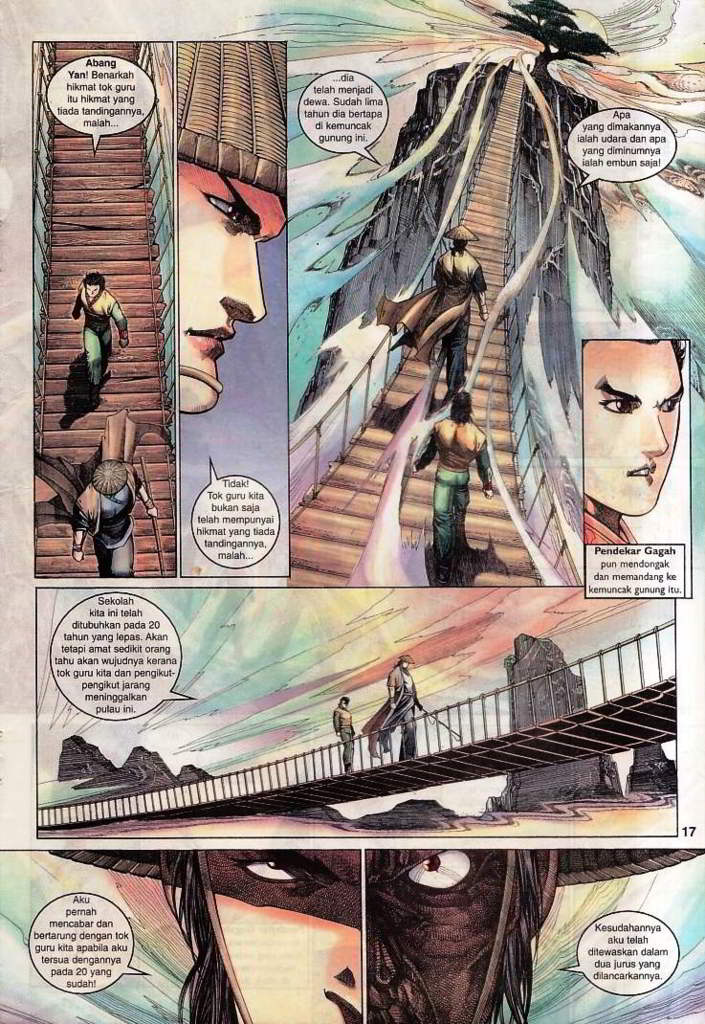 Abang
Yan! Benarkah
hikmat tok guru
itu hikmat yang
tiada tandingannya,
malah...
Tidak!
Tok guru kita
bukan saja
telah mempunyai
hikmat yang tiada
tandingannya,
malah...
...dia
telah menjadi
dewa. Sudah lima
tahun dia bertapa
di kemuncak
gunung ini.
Apa
yang dimakannya
ialah udara dan apa
yang diminumnya
ialah embun saja!
Pendekar Gagah
pun mendongak
dan memandang ke
kemuncak gunung itu.
Sekolah
kita ini telah
ditubuhkan pada 20
tahun yang lepas. Akan
tetapi amat sedikit orang
tahu akan wujudnya kerana
tok guru kita dan pengikut-
pengikut jarang
meninggalkan
pulau ini.
17
Aku
pernah
mencabar dan
bertarung dengan tok
guru kita apabila aku
tersua dengannya
pada 20 yang
sudah!
Kesudahannya
aku telah
ditewaskan dalam
dua jurus yang
dilancarkannya.